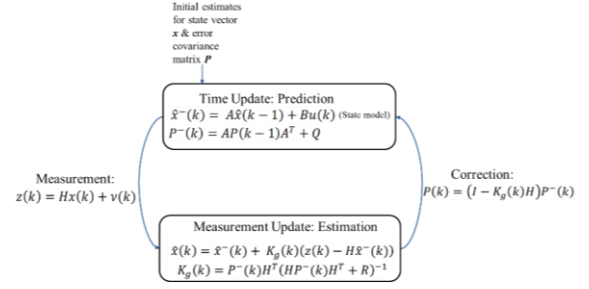 Initial estimates
for state vector
x & error
covariance
matrix P
Time Update: Prediction
x̂⁻(k) = Ax̂(k − 1) + Bu(k) (State model)
P⁻(k) = AP(k − 1)Aᵀ + Q
Measurement:
z(k) = Hx(k) + v(k)
Correction:
P(k) = (I − K_g(k)H)P⁻(k)
Measurement Update: Estimation
x̂(k) = x̂⁻(k) + K_g(k)(z(k) − Hx̂⁻(k))
K_g(k) = P⁻(k)Hᵀ(HP⁻(k)Hᵀ + R)⁻¹